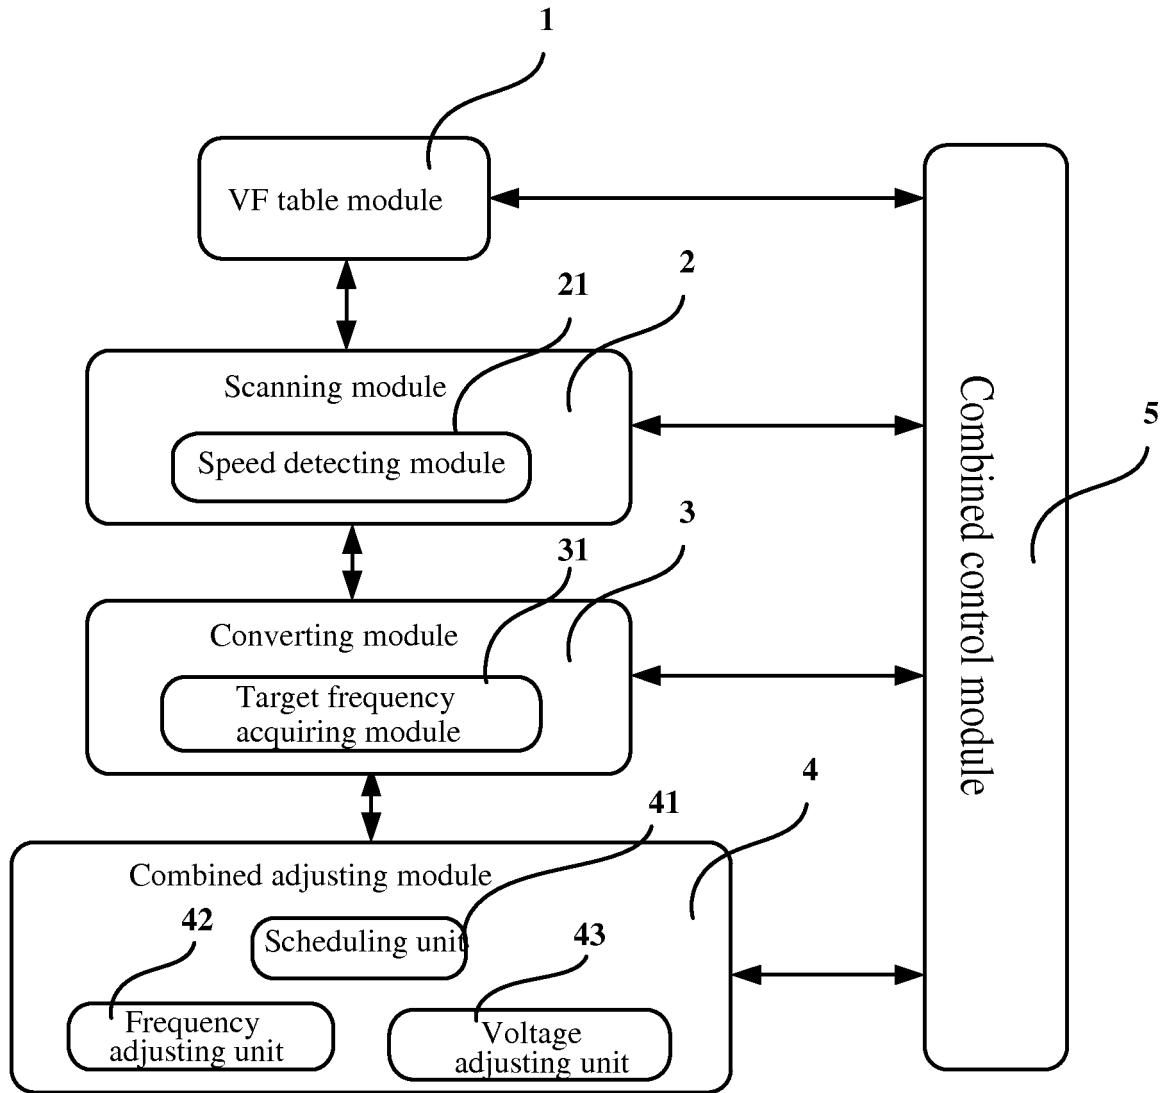 1
VF table module
2
21
Scanning module
Speed detecting module
5
Combined control module
3
31
Converting module
Target frequency
acquiring module
4
41
Combined adjusting module
42
Scheduling unit
43
Frequency
adjusting unit
Voltage
adjusting unit